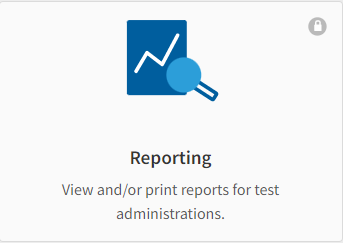 Reporting
View and/or print reports for test
administrations.